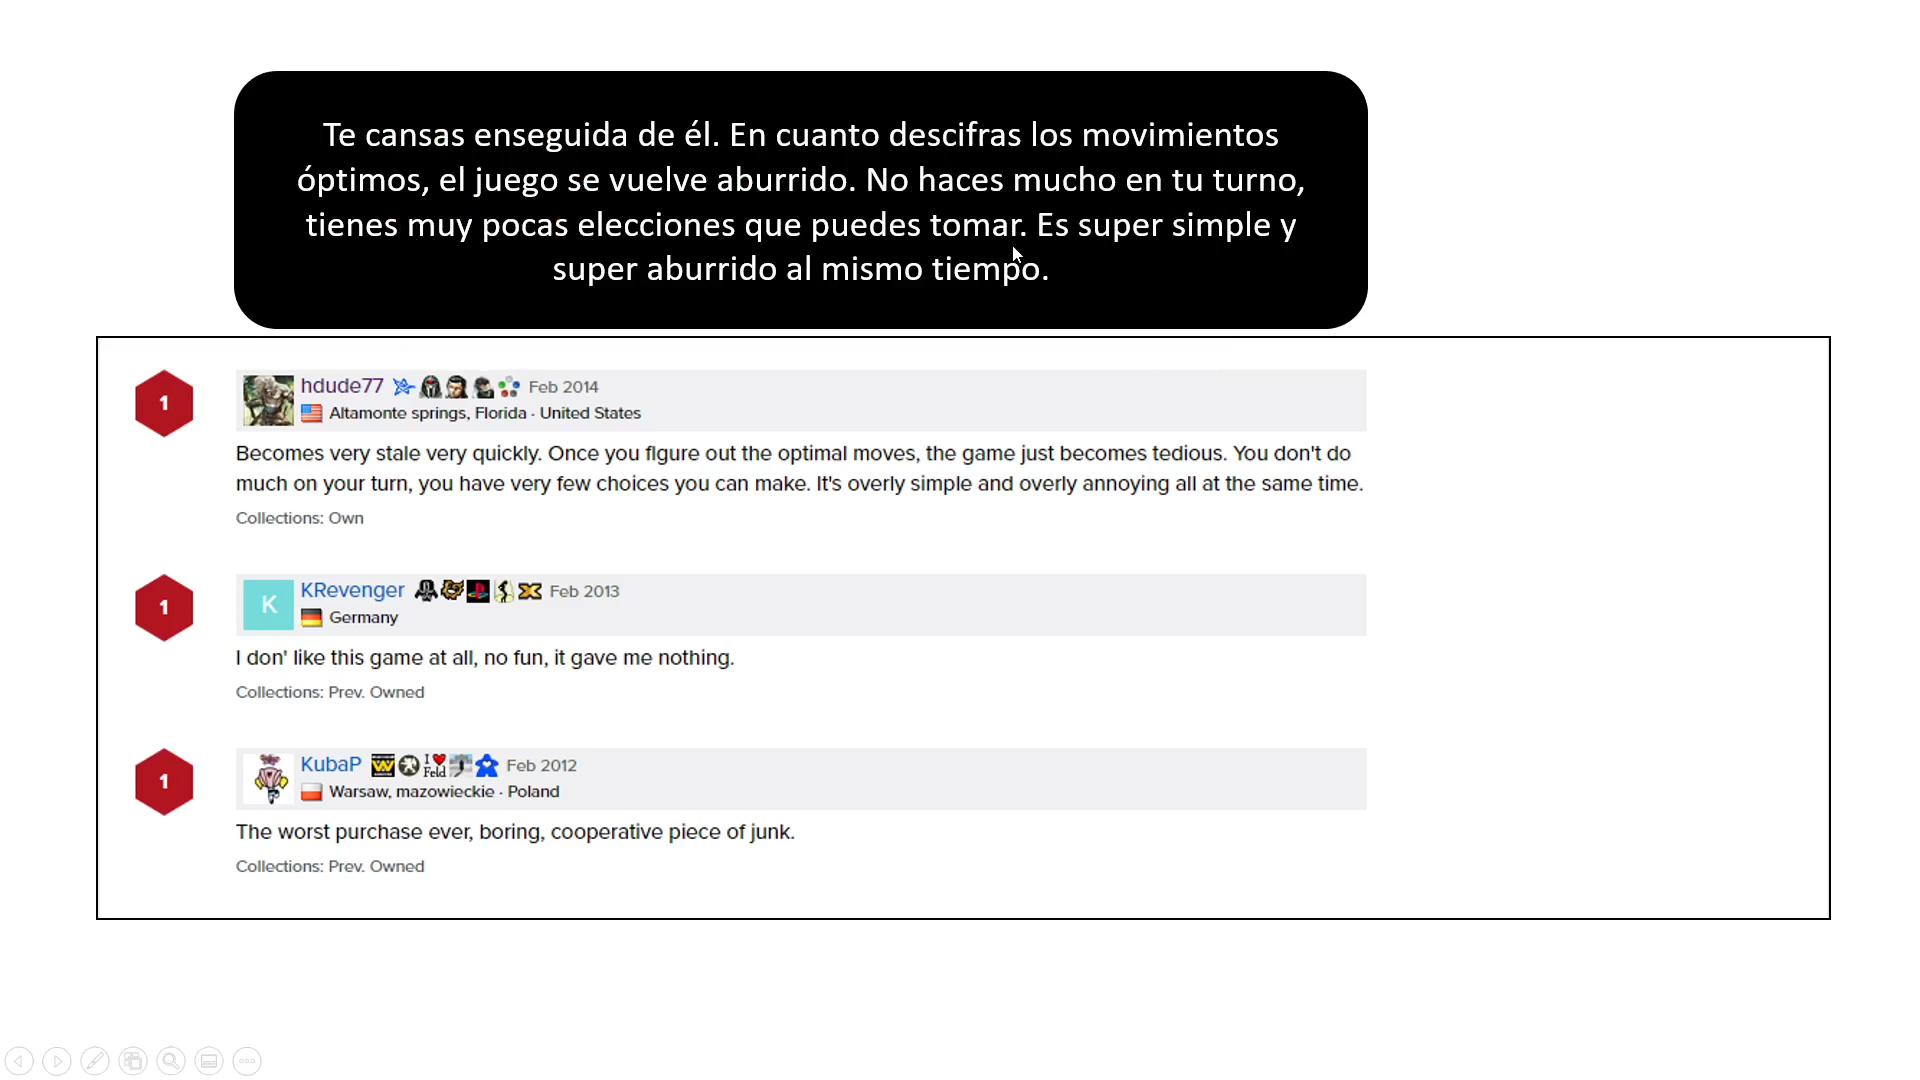 Te cansas enseguida de él. En cuanto descifras los movimientos
óptimos, el juego se vuelve aburrido. No haces mucho en tu turno,
tienes muy pocas elecciones que puedes tomar. Es super simple y
super aburrido al mismo tiempo.
1
hdude77 Feb 2014
Altamonte springs, Florida · United States
Becomes very stale very quickly. Once you figure out the optimal moves, the game just becomes tedious. You don't do
much on your turn, you have very few choices you can make. It's overly simple and overly annoying all at the same time.
Collections: Own
1
K
KRevenger Feb 2013
Germany
I don' like this game at all, no fun, it gave me nothing.
Collections: Prev. Owned
1
KubaP I Feld Feb 2012
Warsaw, mazowieckie · Poland
The worst purchase ever, boring, cooperative piece of junk.
Collections: Prev. Owned